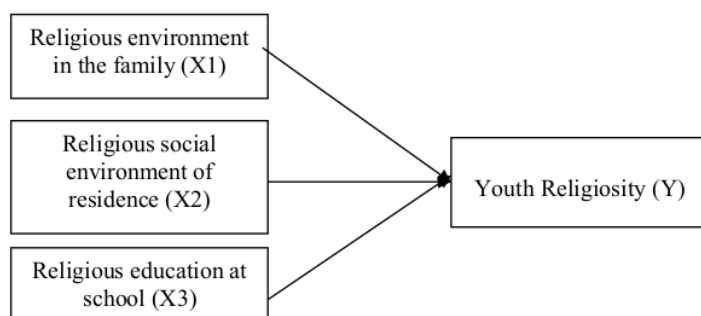 Religious environment
in the family (X1)
Religious social
environment of
residence (X2)
Youth Religiosity (Y)
Religious education at
school (X3)